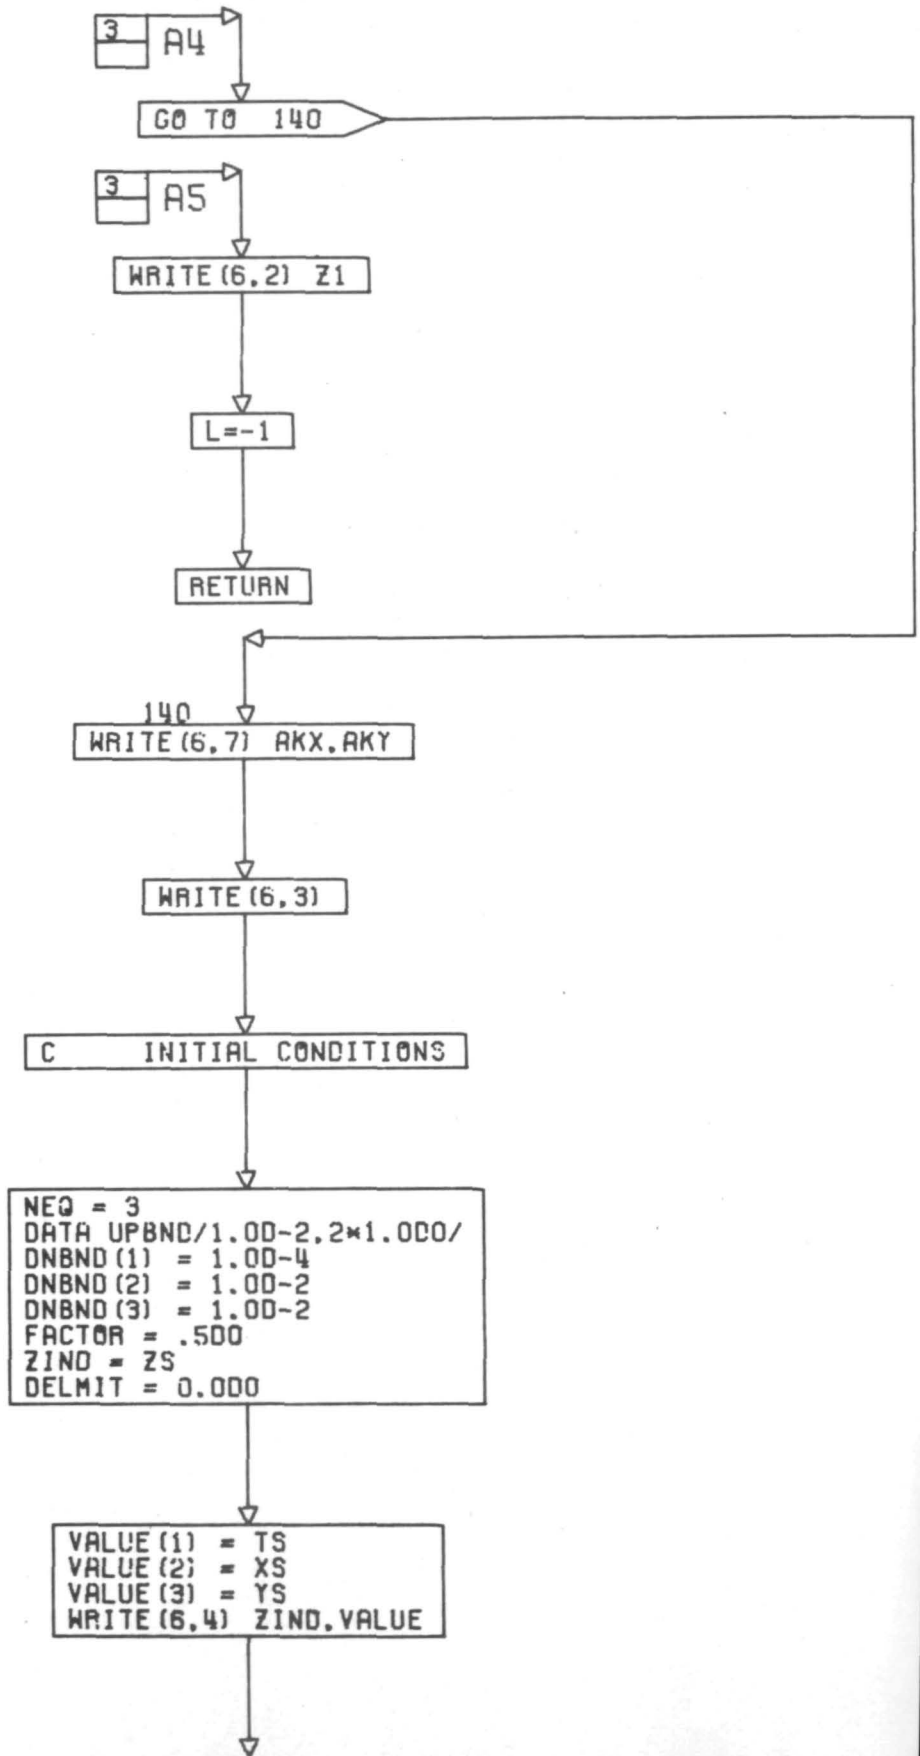 3
A4
GO TO 140
3
A5
WRITE(6,2) Z1
L=-1
RETURN
140
WRITE(6,7) AKX,AKY
WRITE(6,3)
C INITIAL CONDITIONS
NEQ = 3
DATA UPBND/1.0D-2,2*1.0D0/
DNBND(1) = 1.0D-4
DNBND(2) = 1.0D-2
DNBND(3) = 1.0D-2
FACTOR = .5D0
ZIND = ZS
DELMIT = 0.0D0
VALUE(1) = TS
VALUE(2) = XS
VALUE(3) = YS
WRITE(6,4) ZIND,VALUE